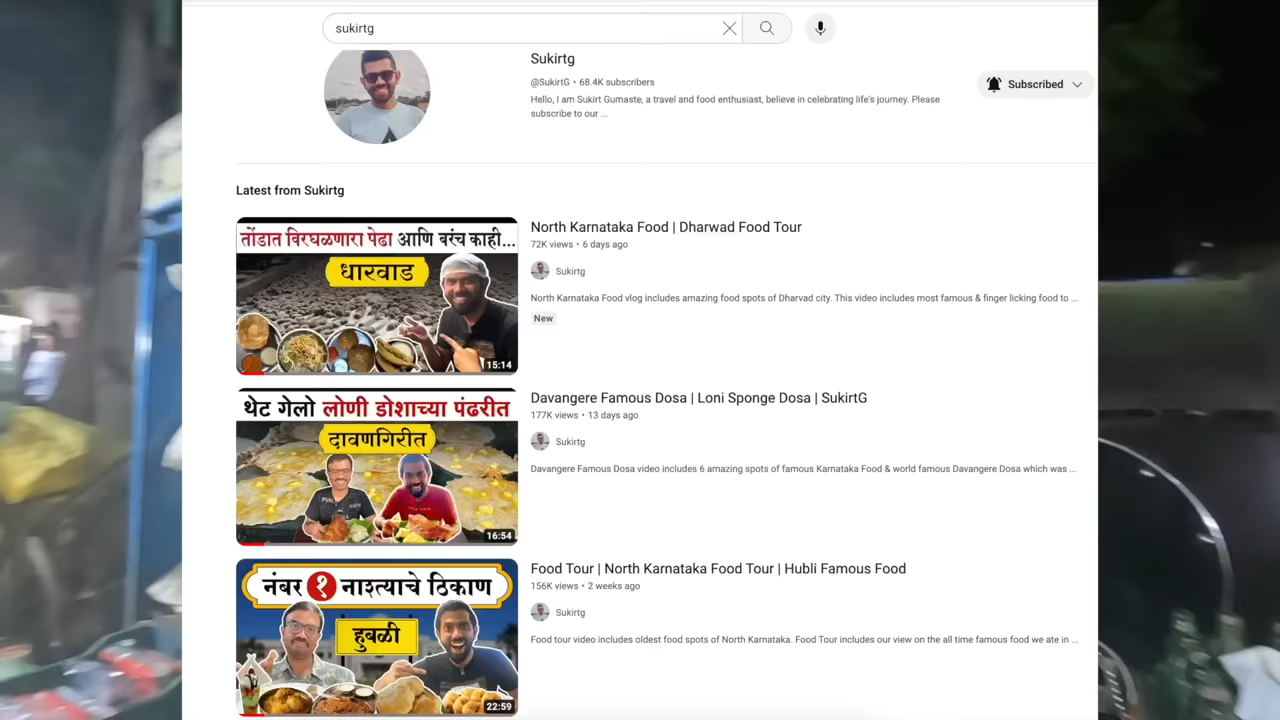 sukirtg
Sukirtg
@SukirtG • 68.4K subscribers
Hello, I am Sukirt Gumaste, a travel and food enthusiast, believe in celebrating life's journey. Please
subscribe to our ...
Subscribed
Latest from Sukirtg
तोंडात विरघळणारा पेढा आणि बरंच काही...
धारवाड
15:14
North Karnataka Food | Dharwad Food Tour
72K views • 6 days ago
Sukirtg
North Karnataka Food vlog includes amazing food spots of Dharvad city. This video includes most famous & finger licking food to ...
New
थेट गेलो लोणी डोशाच्या पंढरीत
दावणगिरीत
16:54
Davangere Famous Dosa | Loni Sponge Dosa | SukirtG
177K views • 13 days ago
Sukirtg
Davangere Famous Dosa video includes 6 amazing spots of famous Karnataka Food & world famous Davangere Dosa which was ...
नंबर १ नाश्त्याचे ठिकाण
हुबळी
22:59
Food Tour | North Karnataka Food Tour | Hubli Famous Food
156K views • 2 weeks ago
Sukirtg
Food tour video includes oldest food spots of North Karnataka. Food Tour includes our view on the all time famous food we ate in ...